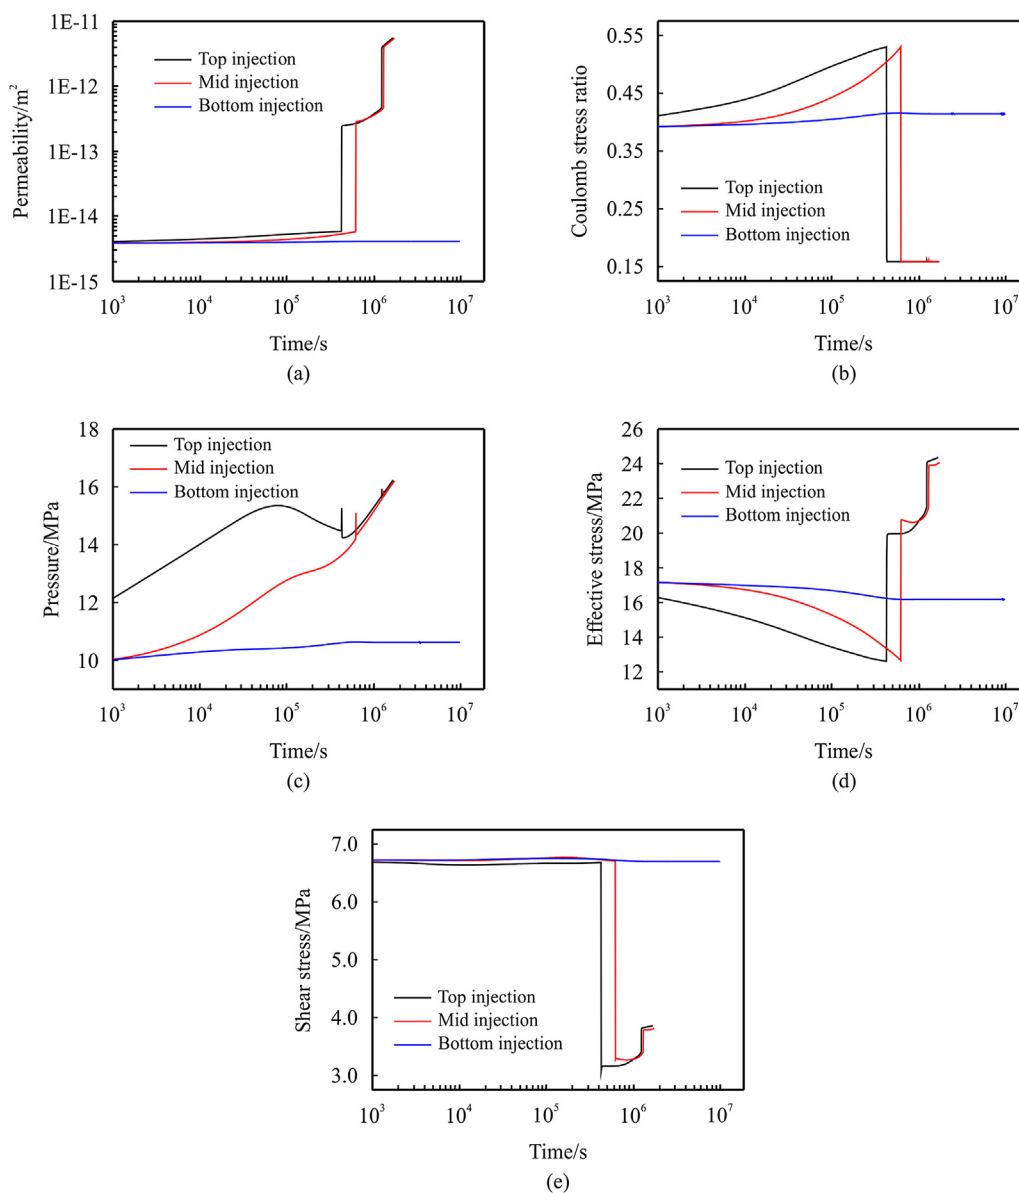 1E-11
1E-12
1E-13
1E-14
1E-15
Permeability/m²
Top injection
Mid injection
Bottom injection
10³ 10⁴ 10⁵ 10⁶ 10⁷
Time/s
(a)
0.55
0.45
0.35
0.25
0.15
Coulomb stress ratio
Top injection
Mid injection
Bottom injection
10³ 10⁴ 10⁵ 10⁶ 10⁷
Time/s
(b)
18
16
14
12
10
Pressure/MPa
Top injection
Mid injection
Bottom injection
10³ 10⁴ 10⁵ 10⁶ 10⁷
Time/s
(c)
26
24
22
20
17
16
14
12
Effective stress/MPa
Top injection
Mid injection
Bottom injection
10³ 10⁴ 10⁵ 10⁶ 10⁷
Time/s
(d)
7.0
6.0
5.0
4.0
3.0
Shear stress/MPa
Top injection
Mid injection
Bottom injection
10³ 10⁴ 10⁵ 10⁶ 10⁷
Time/s
(e)